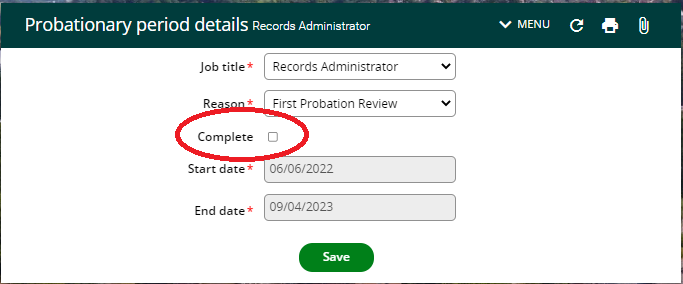 Probationary period details Records Administrator MENU
Job title* Records Administrator
Reason* First Probation Review
Complete
Start date* 06/06/2022
End date* 09/04/2023
Save